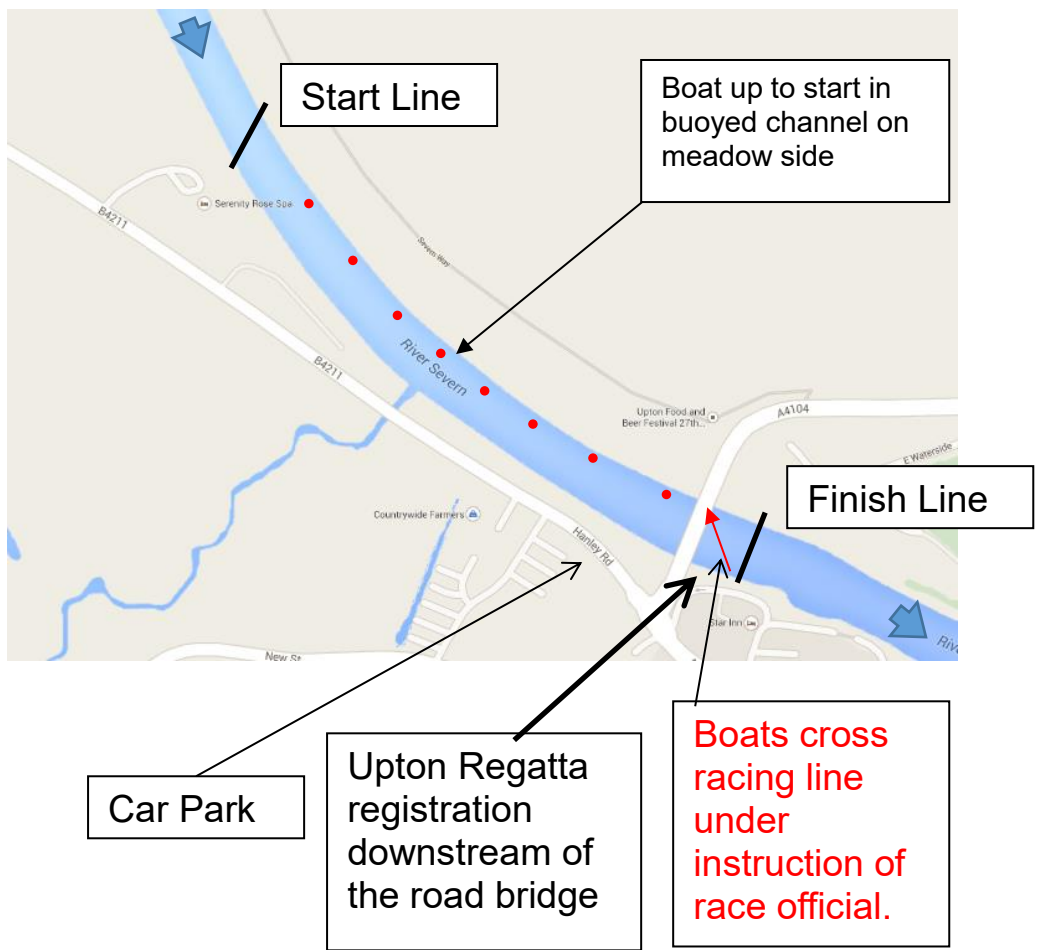 Start Line
Boat up to start in
buoyed channel on
meadow side
Serenity Rose Spa
B4211
Severn Way
B4211
River Severn
Upton Food and
Beer Festival 27th...
A4104
E Waterside
Finish Line
Countrywide Farmers
Hanley Rd
Star Inn
New St
Car Park
Upton Regatta
registration
downstream of
the road bridge
Boats cross
racing line
under
instruction of
race official.